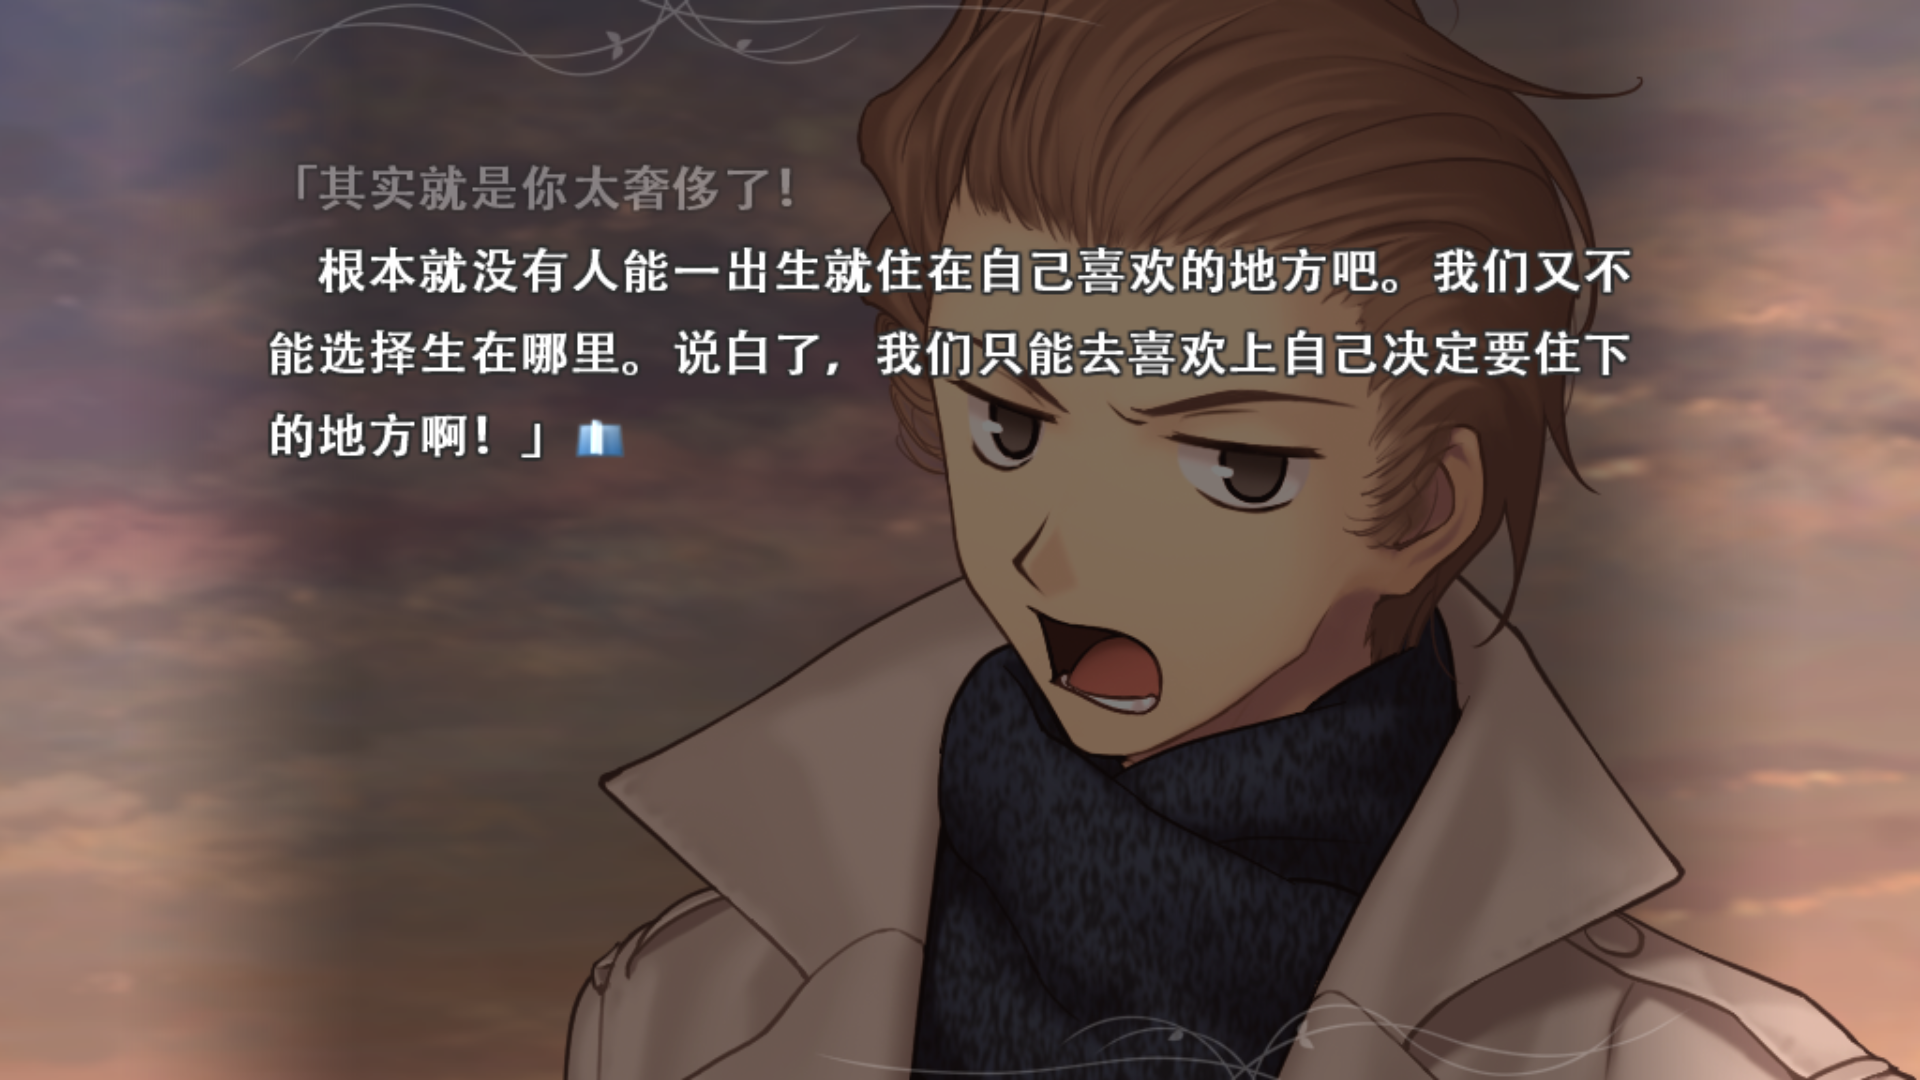 「其实就是你太奢侈了！
根本就没有人能一出生就住在自己喜欢的地方吧。我们又不
能选择生在哪里。说白了，我们只能去喜欢上自己决定要住下
的地方啊！」